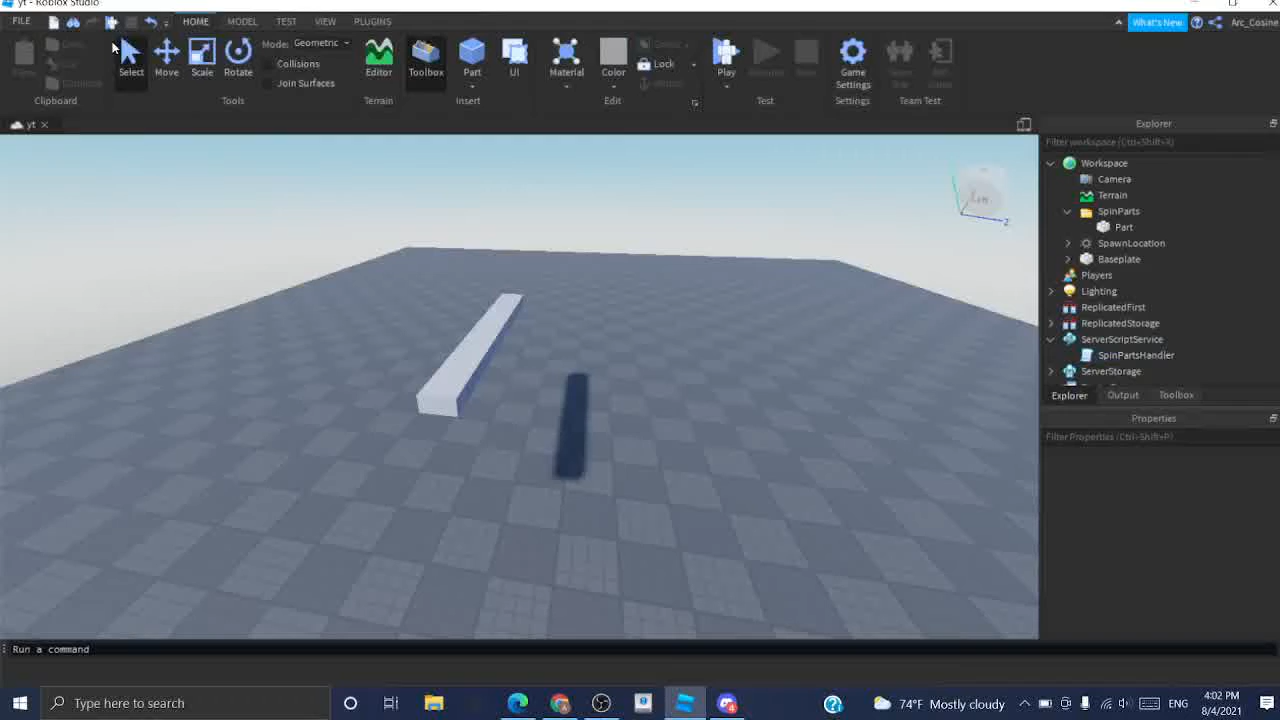 yt - Roblox Studio
FILE HOME MODEL TEST VIEW PLUGINS What's New Arc_Cosine
Select Move Scale Rotate Mode: Geometric Collisions Join Surfaces Editor Toolbox Part UI Material Color Lock Play Game Settings
Clipboard Tools Terrain Insert Edit Test Settings Team Test
yt
Explorer
Filter workspace (Ctrl+Shift+X)
Workspace
Camera
Terrain
SpinParts
Part
SpawnLocation
Baseplate
Players
Lighting
ReplicatedFirst
ReplicatedStorage
ServerScriptService
SpinPartsHandler
ServerStorage
Explorer Output Toolbox
Properties
Filter Properties (Ctrl+Shift+P)
Z
Run a command
Type here to search
74°F Mostly cloudy ENG
4:02 PM
8/4/2021